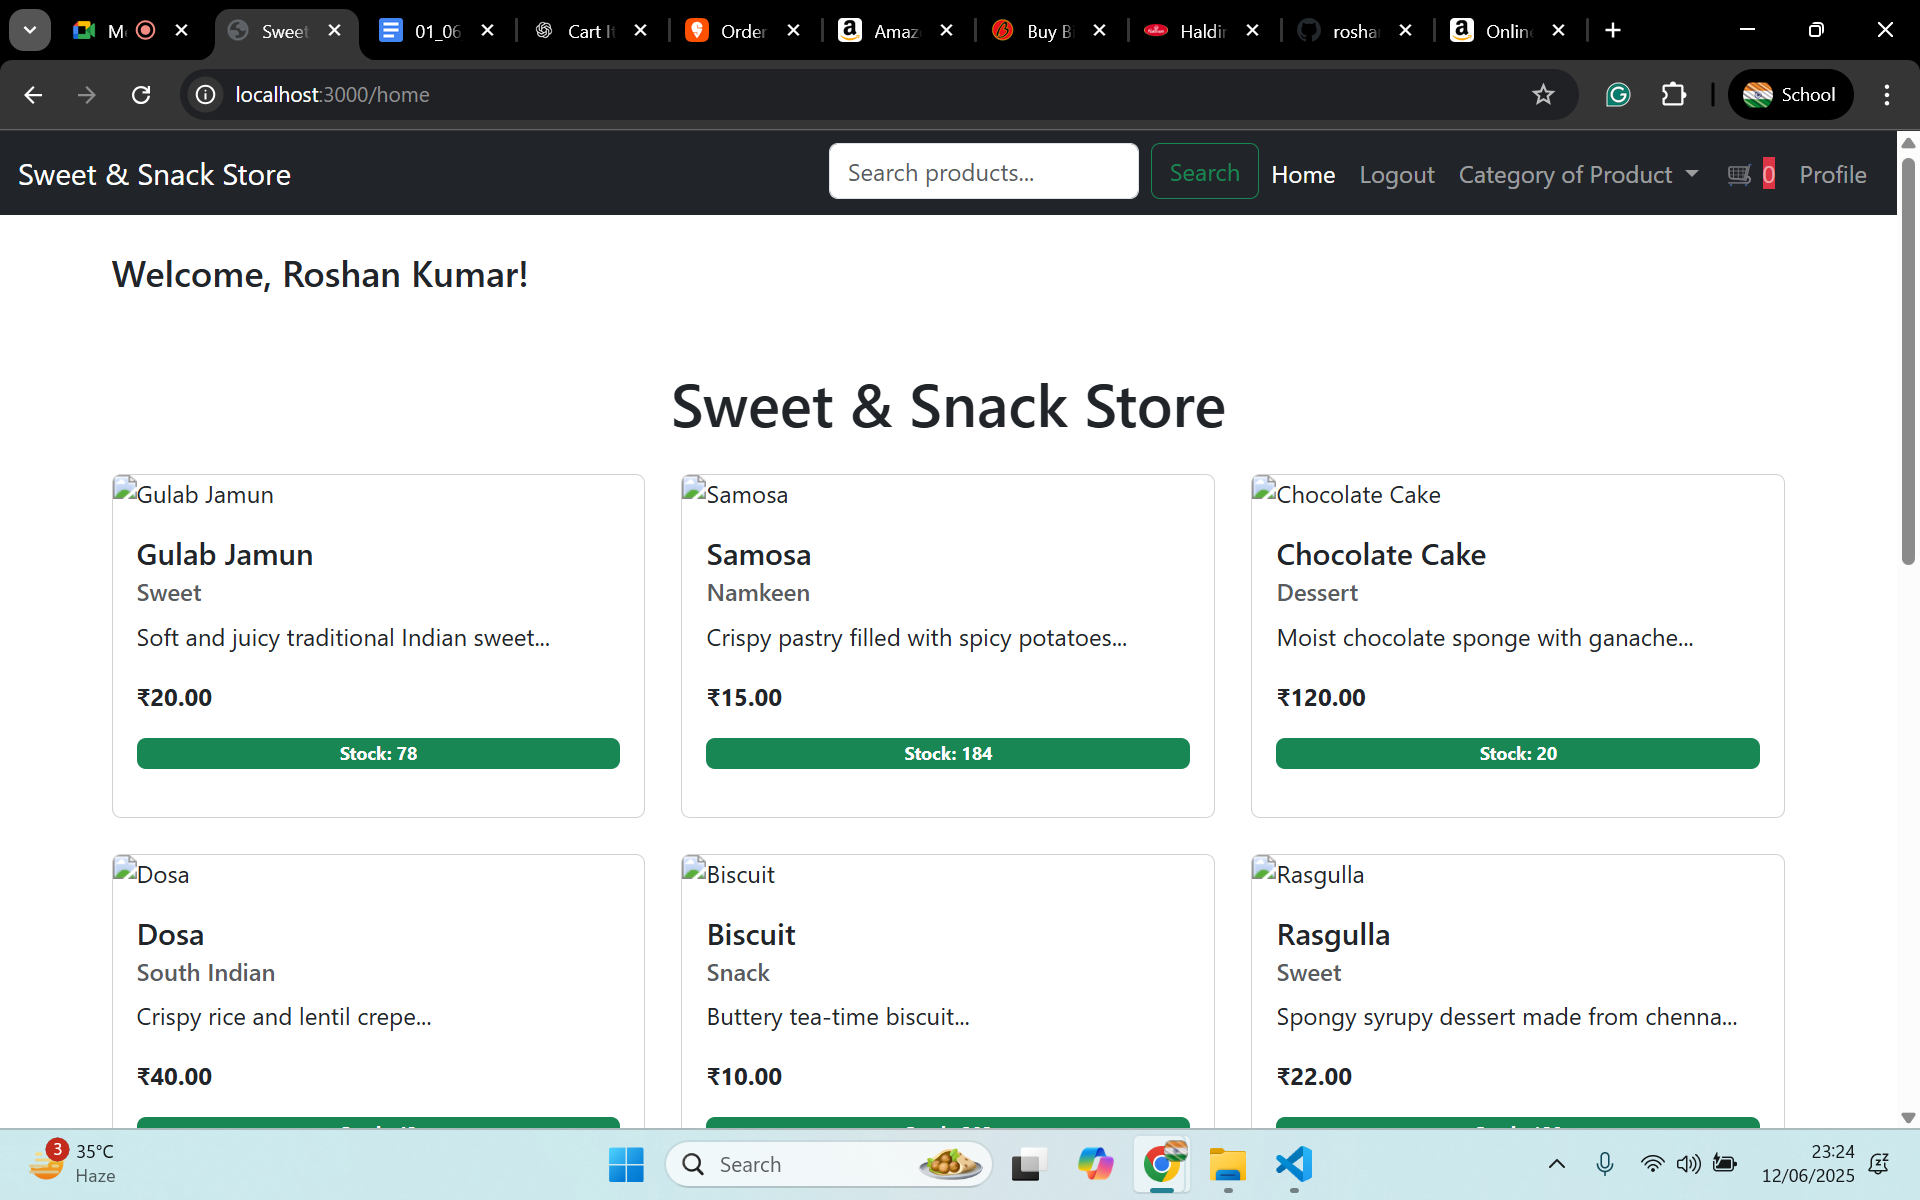 M
Sweet
01_06
Cart I
Order
Amaz
Buy B
Haldir
rosha
Online
localhost:3000/home
School
Sweet & Snack Store
Search products...
Search
Home
Logout
Category of Product
0
Profile
Welcome, Roshan Kumar!
Sweet & Snack Store
Gulab Jamun
Samosa
Chocolate Cake
Gulab Jamun
Samosa
Chocolate Cake
Sweet
Namkeen
Dessert
Soft and juicy traditional Indian sweet...
Crispy pastry filled with spicy potatoes...
Moist chocolate sponge with ganache...
₹20.00
₹15.00
₹120.00
Stock: 78
Stock: 184
Stock: 20
Dosa
Biscuit
Rasgulla
Dosa
Biscuit
Rasgulla
South Indian
Snack
Sweet
Crispy rice and lentil crepe...
Buttery tea-time biscuit...
Spongy syrupy dessert made from chenna...
₹40.00
₹10.00
₹22.00
3
35°C
Haze
Search
23:24
12/06/2025